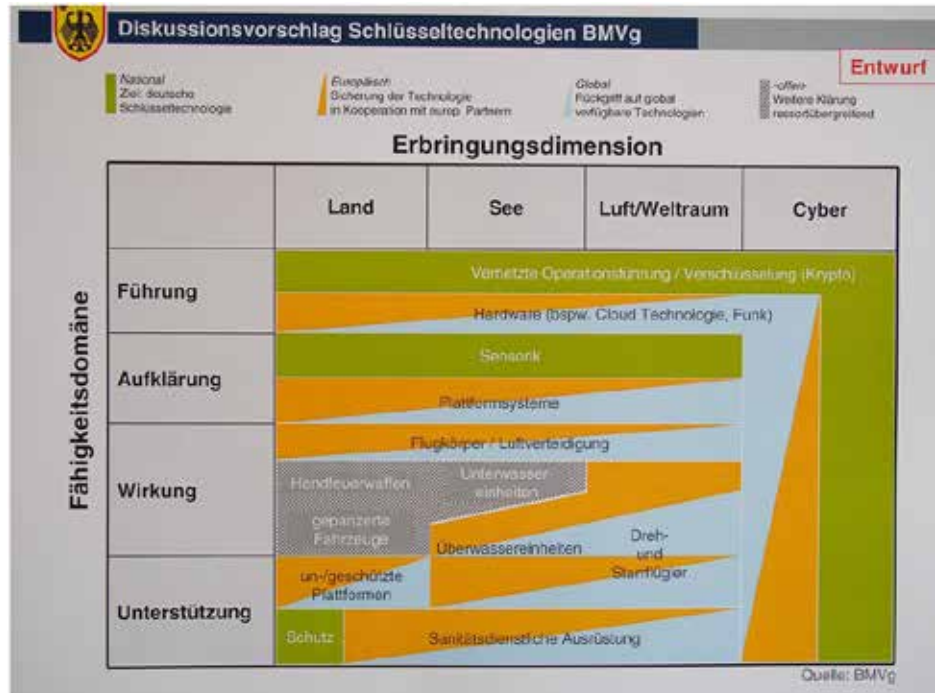 Diskussionsvorschlag Schlüsseltechnologien BMVg
Entwurf
National
Ziel: deutsche
Schlüsseltechnologie
Europäisch
Sicherung der Technologie
in Kooperation mit europ. Partnern
Global
Rückgriff auf global
verfügbare Technologien
-offen-
Weitere Klärung
ressortübergreifend
Erbringungsdimension
Land
See
Luft/Weltraum
Cyber
Fähigkeitsdomäne
Führung
Vernetzte Operationsführung / Verschlüsselung (Krypto)
Hardware (bspw. Cloud Technologie, Funk)
Aufklärung
Sensorik
Plattformsysteme
Wirkung
Flugkörper / Luftverteidigung
Handfeuerwaffen
Unterwasser
einheiten
gepanzerte
Fahrzeuge
Überwassereinheiten
Dreh-
und
Starrflügler
Unterstützung
un-/geschützte
Plattformen
Schutz
Sanitätsdienstliche Ausrüstung
Quelle: BMVg